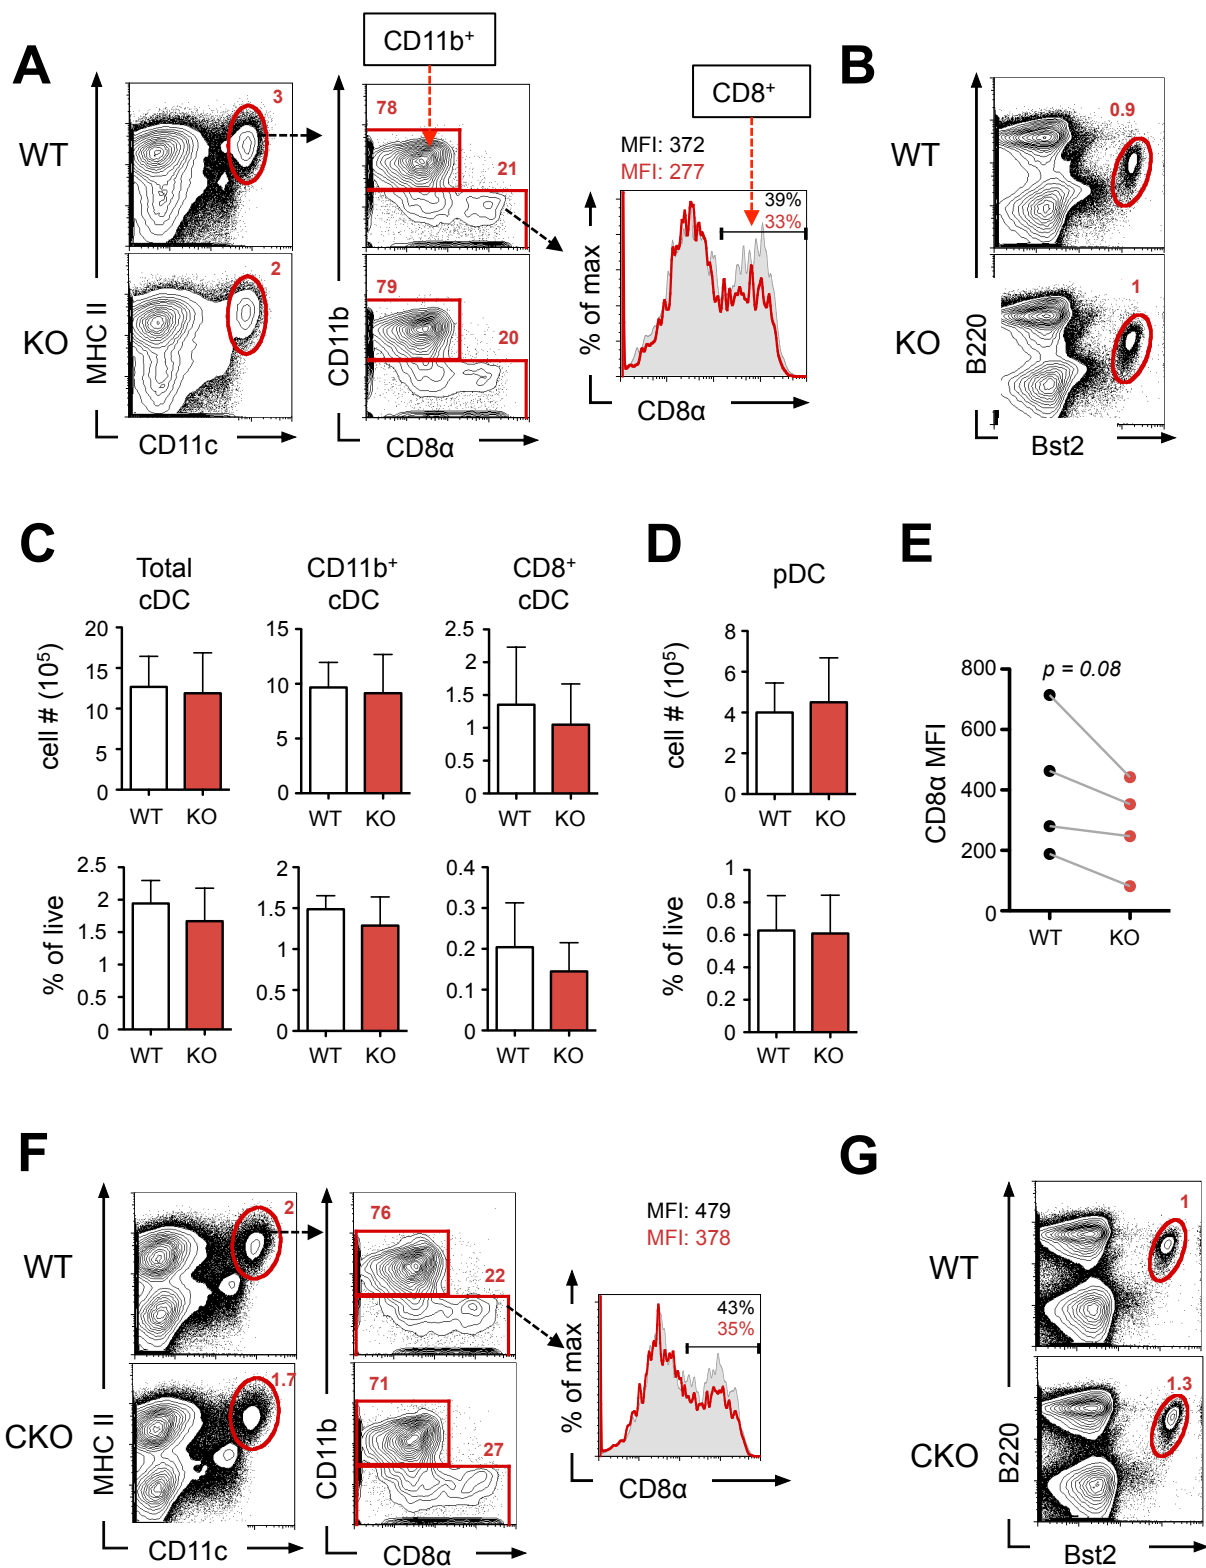 A
CD11b⁺
CD8⁺
B
WT
3
78
21
MFI: 372
MFI: 277
39%
33%
WT
0.9
KO
2
79
20
KO
1
MHC II
CD11b
% of max
B220
CD11c
CD8α
CD8α
Bst2
C
Total
cDC
CD11b⁺
cDC
CD8⁺
cDC
D
pDC
E
cell # (10⁵)
20
15
10
5
0
WT
KO
15
10
5
0
WT
KO
2.5
2
1.5
1
0.5
0
WT
KO
cell # (10⁵)
8
6
4
2
0
WT
KO
% of live
2.5
2
1.5
1
0.5
0
WT
KO
2
1.5
1
0.5
0
WT
KO
0.4
0.3
0.2
0.1
0
WT
KO
% of live
1
0.8
0.6
0.4
0.2
0
WT
KO
p = 0.08
CD8α MFI
800
600
400
200
0
WT
KO
F
WT
2
76
22
MFI: 479
MFI: 378
43%
35%
G
WT
1
CKO
1.7
71
27
CKO
1.3
MHC II
CD11b
% of max
B220
CD11c
CD8α
CD8α
Bst2